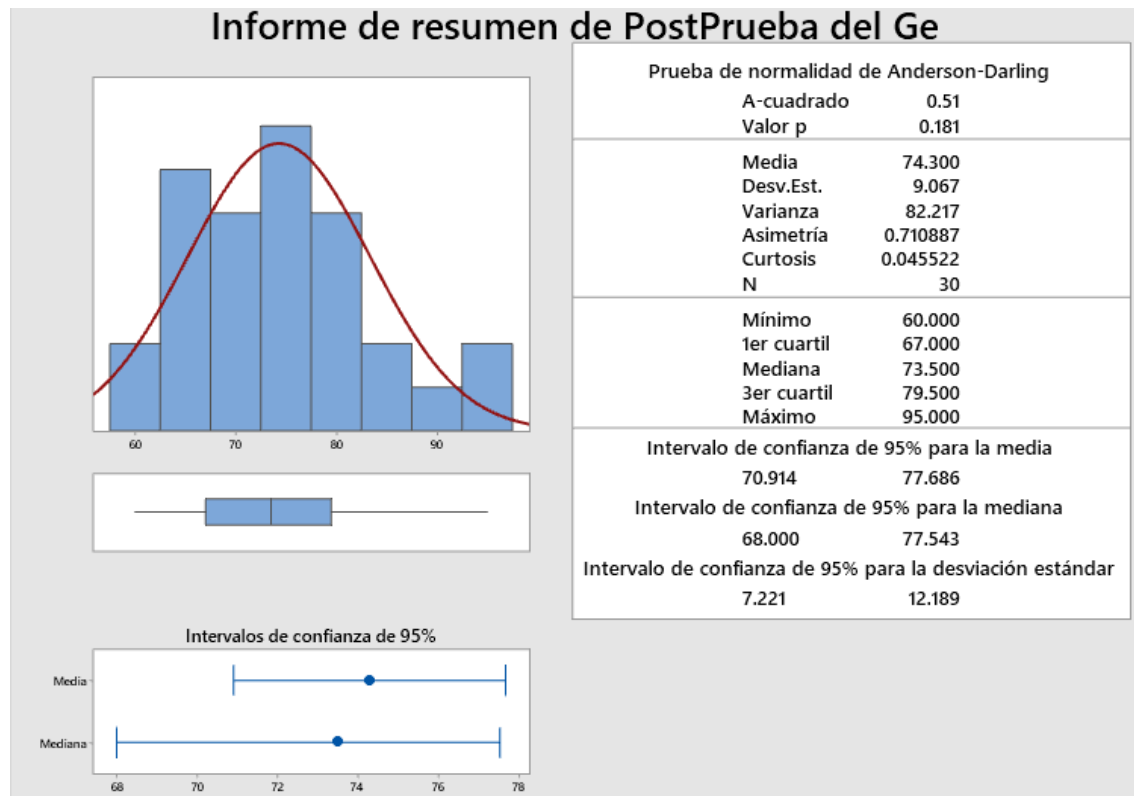 Informe de resumen de PostPrueba del Ge
Prueba de normalidad de Anderson-Darling
A-cuadrado 0.51
Valor p 0.181
Media 74.300
Desv.Est. 9.067
Varianza 82.217
Asimetría 0.710887
Curtosis 0.045522
N 30
Mínimo 60.000
1er cuartil 67.000
Mediana 73.500
3er cuartil 79.500
Máximo 95.000
Intervalo de confianza de 95% para la media
70.914 77.686
Intervalo de confianza de 95% para la mediana
68.000 77.543
Intervalo de confianza de 95% para la desviación estándar
7.221 12.189
60 70 80 90
Intervalos de confianza de 95%
Media
Mediana
68 70 72 74 76 78